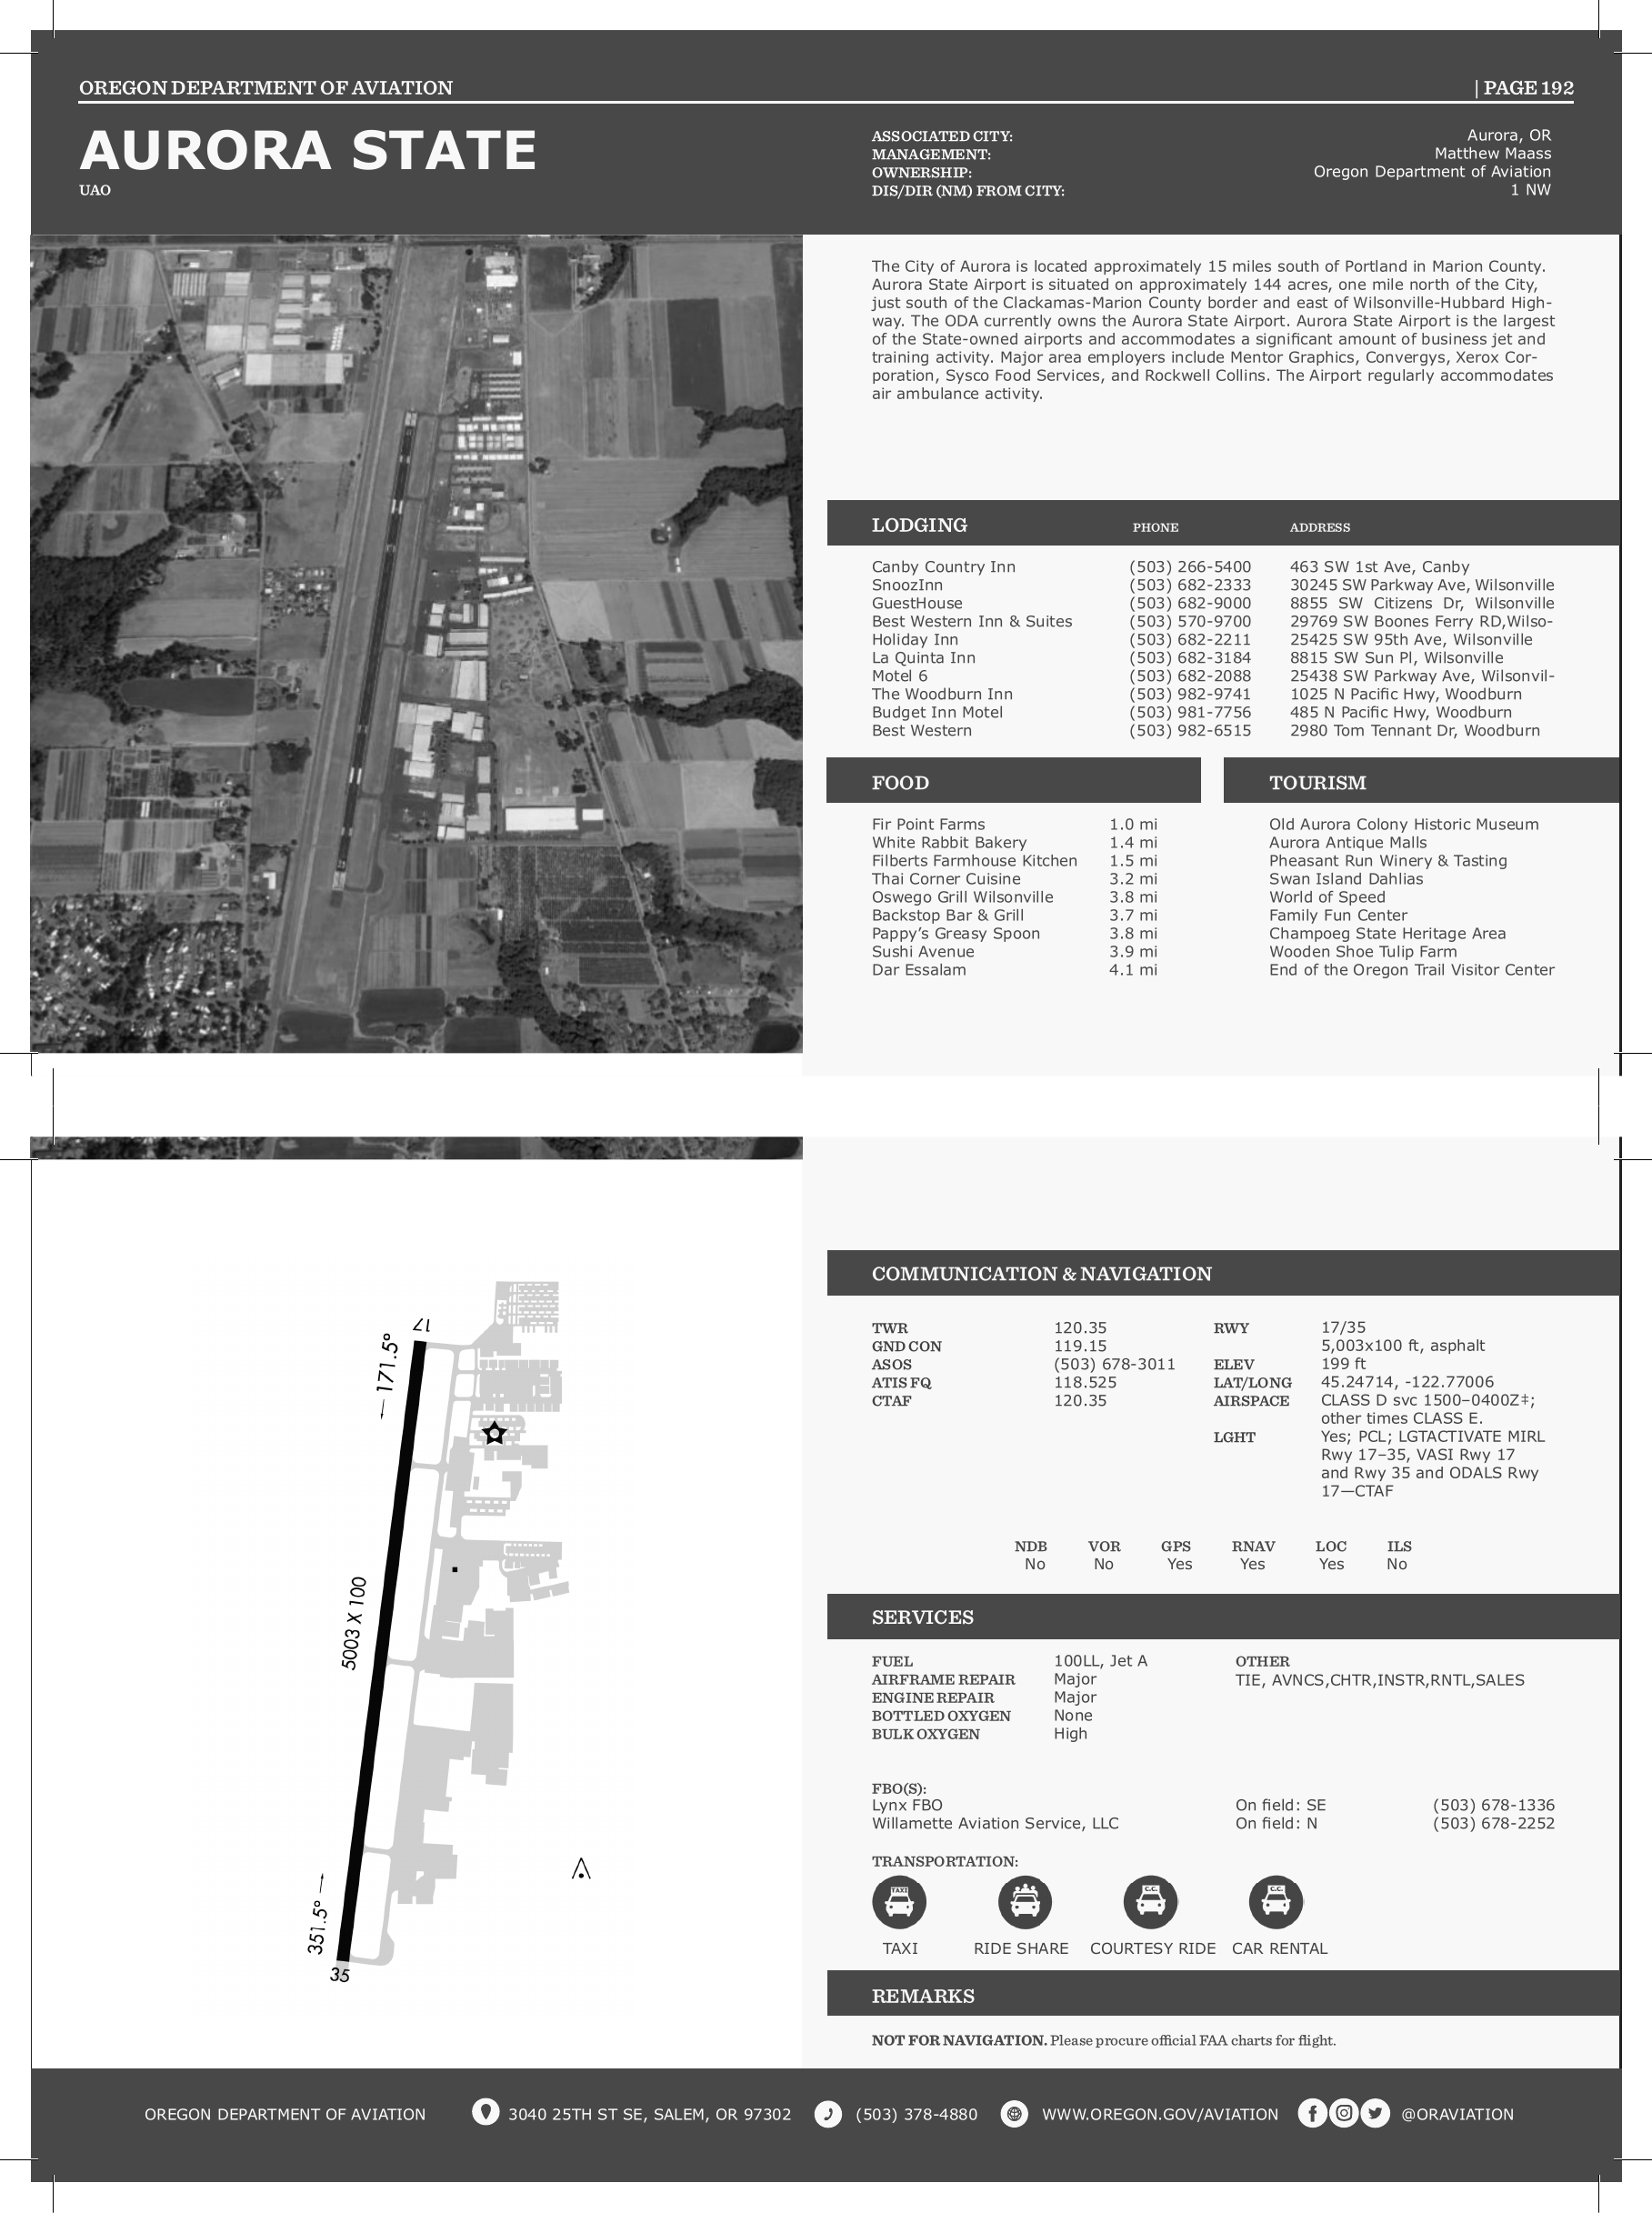 OREGON DEPARTMENT OF AVIATION
| PAGE 192
AURORA STATE
UAO
ASSOCIATED CITY: Aurora, OR
MANAGEMENT: Matthew Maass
OWNERSHIP: Oregon Department of Aviation
DIS/DIR (NM) FROM CITY: 1 NW
The City of Aurora is located approximately 15 miles south of Portland in Marion County.
Aurora State Airport is situated on approximately 144 acres, one mile north of the City,
just south of the Clackamas-Marion County border and east of Wilsonville-Hubbard High-
way. The ODA currently owns the Aurora State Airport. Aurora State Airport is the largest
of the State-owned airports and accommodates a significant amount of business jet and
training activity. Major area employers include Mentor Graphics, Convergys, Xerox Cor-
poration, Sysco Food Services, and Rockwell Collins. The Airport regularly accommodates
air ambulance activity.
LODGING PHONE ADDRESS
Canby Country Inn (503) 266-5400 463 SW 1st Ave, Canby
SnoozInn (503) 682-2333 30245 SW Parkway Ave, Wilsonville
GuestHouse (503) 682-9000 8855 SW Citizens Dr, Wilsonville
Best Western Inn & Suites (503) 570-9700 29769 SW Boones Ferry RD,Wilso-
Holiday Inn (503) 682-2211 25425 SW 95th Ave, Wilsonville
La Quinta Inn (503) 682-3184 8815 SW Sun Pl, Wilsonville
Motel 6 (503) 682-2088 25438 SW Parkway Ave, Wilsonvil-
The Woodburn Inn (503) 982-9741 1025 N Pacific Hwy, Woodburn
Budget Inn Motel (503) 981-7756 485 N Pacific Hwy, Woodburn
Best Western (503) 982-6515 2980 Tom Tennant Dr, Woodburn
FOOD
Fir Point Farms 1.0 mi
White Rabbit Bakery 1.4 mi
Filberts Farmhouse Kitchen 1.5 mi
Thai Corner Cuisine 3.2 mi
Oswego Grill Wilsonville 3.8 mi
Backstop Bar & Grill 3.7 mi
Pappy’s Greasy Spoon 3.8 mi
Sushi Avenue 3.9 mi
Dar Essalam 4.1 mi
TOURISM
Old Aurora Colony Historic Museum
Aurora Antique Malls
Pheasant Run Winery & Tasting
Swan Island Dahlias
World of Speed
Family Fun Center
Champoeg State Heritage Area
Wooden Shoe Tulip Farm
End of the Oregon Trail Visitor Center
17
171.5°
5003 X 100
351.5°
35
COMMUNICATION & NAVIGATION
TWR 120.35
GND CON 119.15
ASOS (503) 678-3011
ATIS FQ 118.525
CTAF 120.35
RWY 17/35
5,003x100 ft, asphalt
ELEV 199 ft
LAT/LONG 45.24714, -122.77006
AIRSPACE CLASS D svc 1500–0400Z‡;
other times CLASS E.
LGHT Yes; PCL; LGTACTIVATE MIRL
Rwy 17–35, VASI Rwy 17
and Rwy 35 and ODALS Rwy
17—CTAF
NDB VOR GPS RNAV LOC ILS
No No Yes Yes Yes No
SERVICES
FUEL 100LL, Jet A
AIRFRAME REPAIR Major
ENGINE REPAIR Major
BOTTLED OXYGEN None
BULK OXYGEN High
OTHER
TIE, AVNCS,CHTR,INSTR,RNTL,SALES
FBO(S):
Lynx FBO On field: SE (503) 678-1336
Willamette Aviation Service, LLC On field: N (503) 678-2252
TRANSPORTATION:
TAXI C.C. C.C.
TAXI RIDE SHARE COURTESY RIDE CAR RENTAL
REMARKS
NOT FOR NAVIGATION. Please procure official FAA charts for flight.
OREGON DEPARTMENT OF AVIATION 3040 25TH ST SE, SALEM, OR 97302 (503) 378-4880 WWW.OREGON.GOV/AVIATION @ORAVIATION